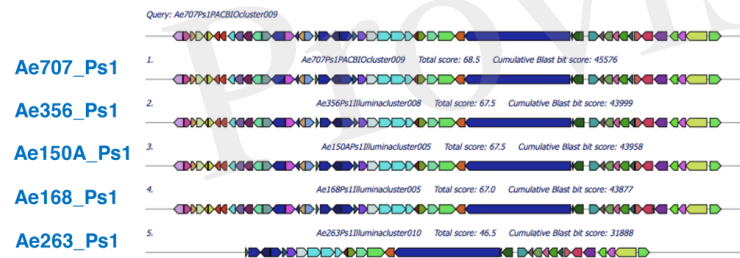 Query: Ae707Ps1PACBIOcluster009
Ae707_Ps1
1. Ae707Ps1PACBIOcluster009 Total score: 68.5 Cumulative Blast bit score: 45576
Ae356_Ps1
2. Ae356Ps1Illuminacluster008 Total score: 67.5 Cumulative Blast bit score: 43999
Ae150A_Ps1
3. Ae150APs1Illuminacluster005 Total score: 67.5 Cumulative Blast bit score: 43958
Ae168_Ps1
4. Ae168Ps1Illuminacluster005 Total score: 67.0 Cumulative Blast bit score: 43877
Ae263_Ps1
5. Ae263Ps1Illuminacluster010 Total score: 46.5 Cumulative Blast bit score: 31888
Provis